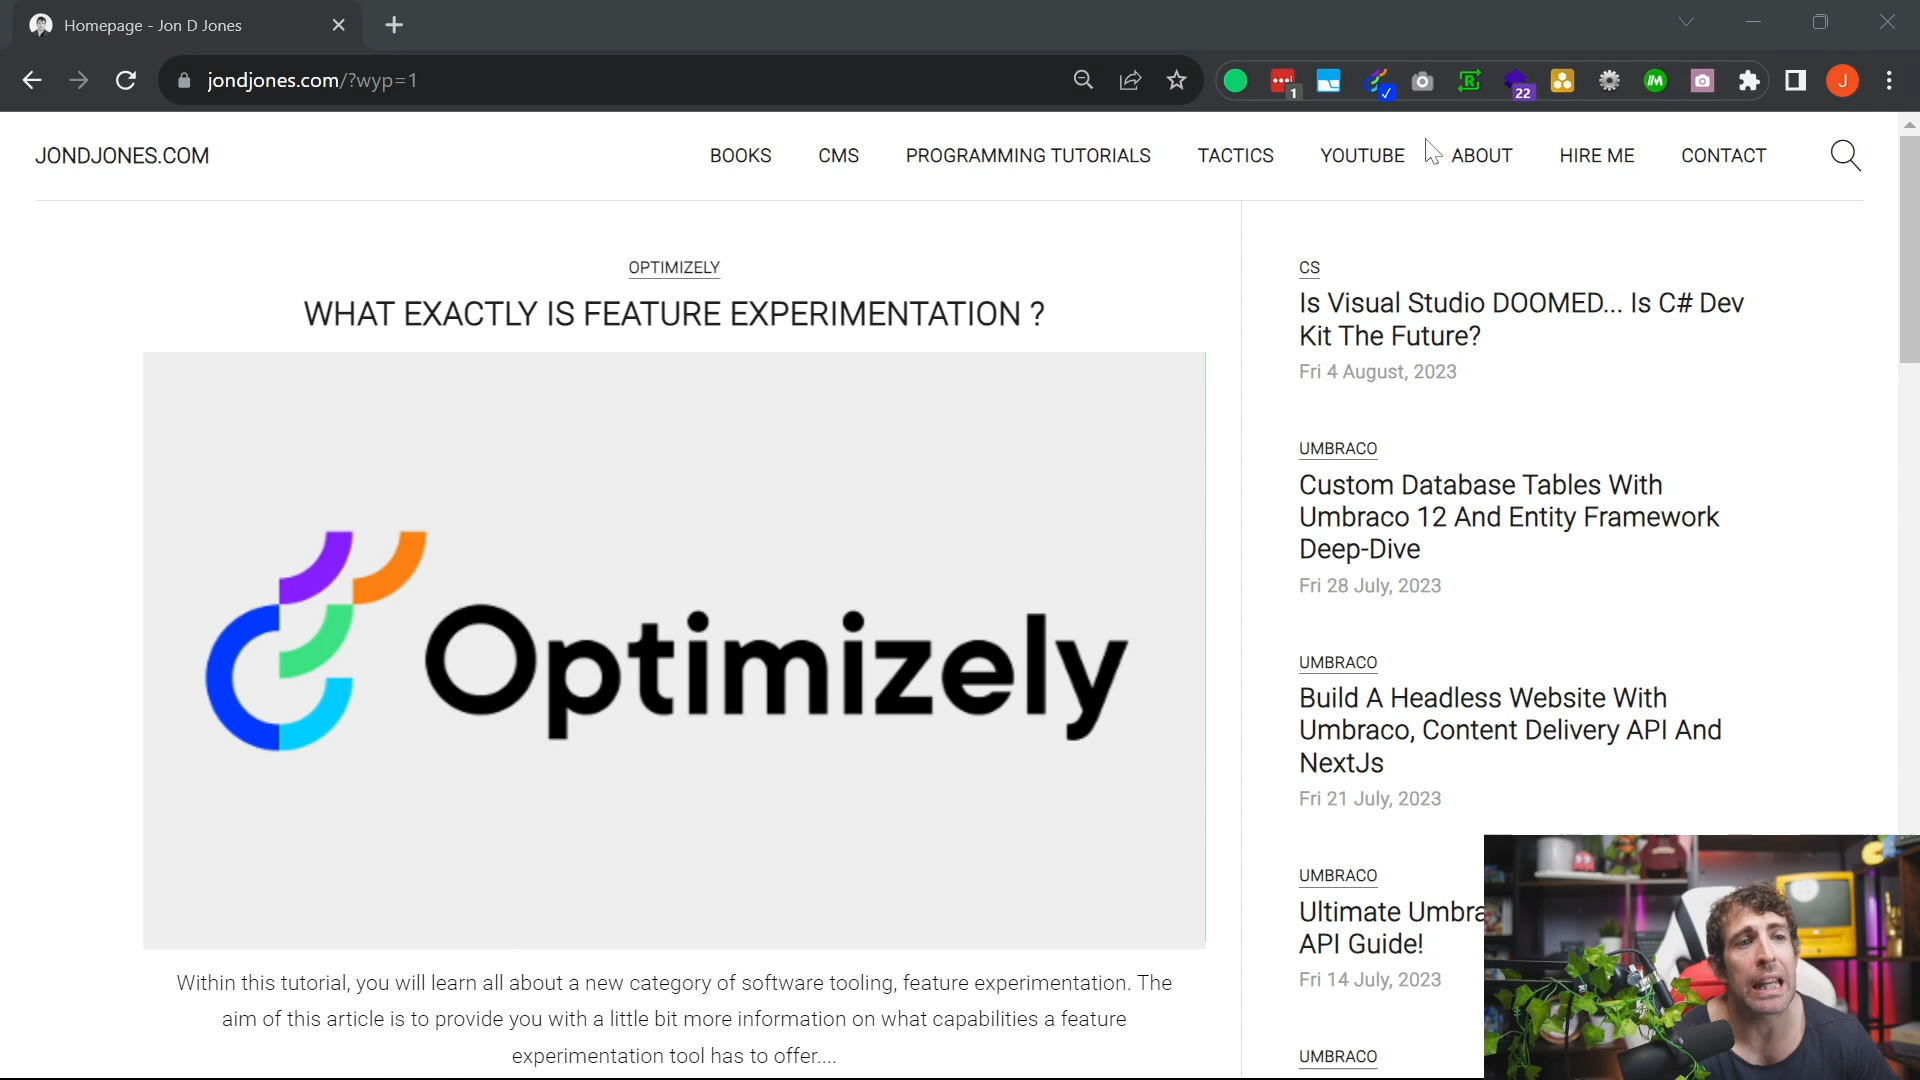 Homepage - Jon D Jones
jondjones.com/?wyp=1
1
22
J
JONDJONES.COM
BOOKS
CMS
PROGRAMMING TUTORIALS
TACTICS
YOUTUBE
ABOUT
HIRE ME
CONTACT
OPTIMIZELY
WHAT EXACTLY IS FEATURE EXPERIMENTATION ?
Optimizely
Within this tutorial, you will learn all about a new category of software tooling, feature experimentation. The
aim of this article is to provide you with a little bit more information on what capabilities a feature
experimentation tool has to offer....
CS
Is Visual Studio DOOMED... Is C# Dev
Kit The Future?
Fri 4 August, 2023
UMBRACO
Custom Database Tables With
Umbraco 12 And Entity Framework
Deep-Dive
Fri 28 July, 2023
UMBRACO
Build A Headless Website With
Umbraco, Content Delivery API And
NextJs
Fri 21 July, 2023
UMBRACO
Ultimate Umbra
API Guide!
Fri 14 July, 2023
UMBRACO